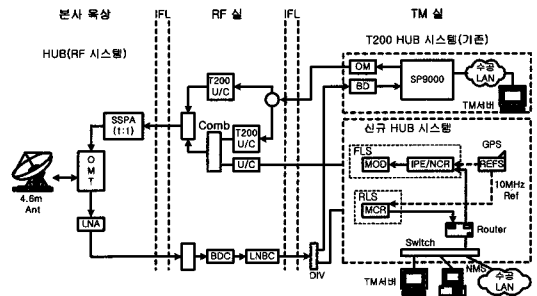 본사 옥상
IFL
RF 실
IFL
TM 실
HUB(RF 시스템)
T200 HUB 시스템(기존)
T200
U/C
OM
BD
SP9000
수공
LAN
TM서버
SSPA
(1:1)
Comb
T200
U/C
U/C
신규 HUB 시스템
GPS
FLS
MOD
IPE/NCR
REFS
OMT
4.6m
Ant
10MHz
Ref
RLS
MCR
Router
LNA
Switch
BDC
LNBC
DIV
NMS
TM서버
수공
LAN